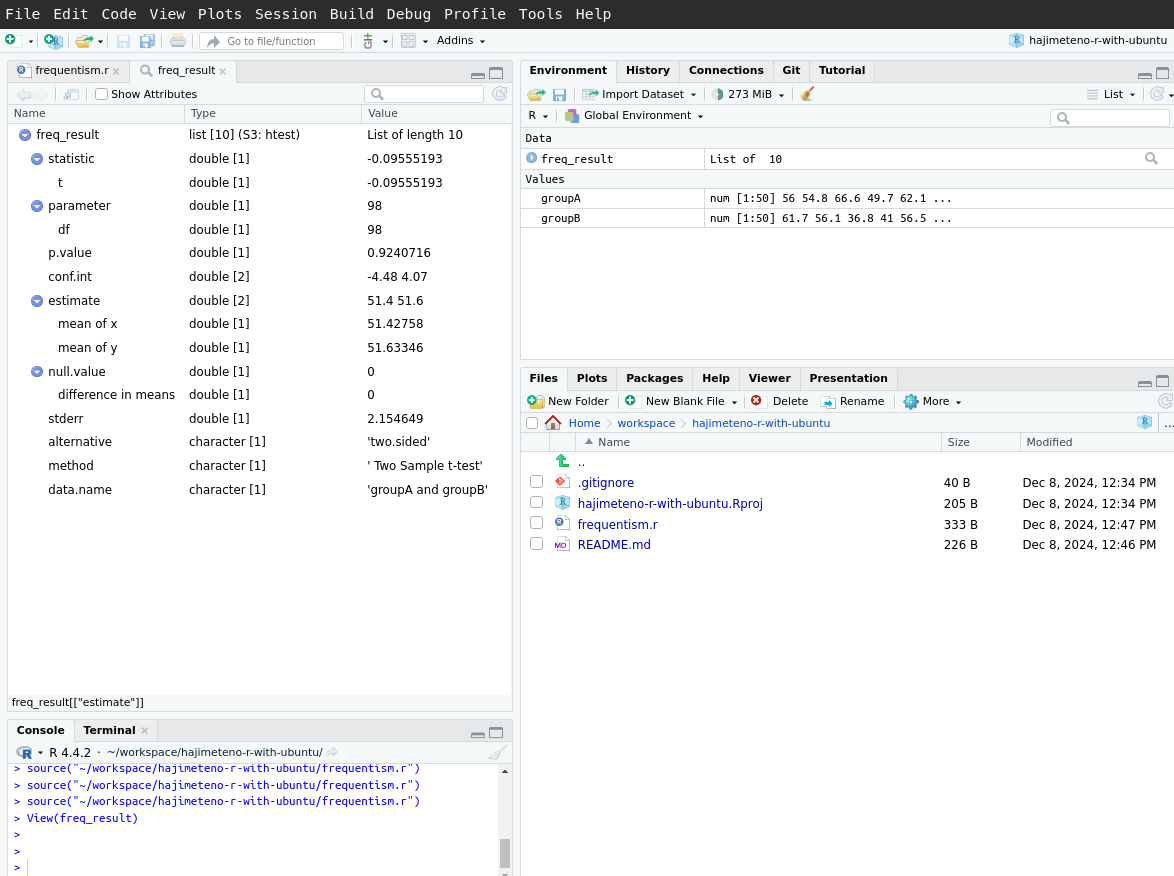 File Edit Code View Plots Session Build Debug Profile Tools Help
Go to file/function Addins hajimeteno-r-with-ubuntu
frequentism.r freq_result
Show Attributes
Name Type Value
freq_result list [10] (S3: htest) List of length 10
statistic double [1] -0.09555193
t double [1] -0.09555193
parameter double [1] 98
df double [1] 98
p.value double [1] 0.9240716
conf.int double [2] -4.48 4.07
estimate double [2] 51.4 51.6
mean of x double [1] 51.42758
mean of y double [1] 51.63346
null.value double [1] 0
difference in means double [1] 0
stderr double [1] 2.154649
alternative character [1] 'two.sided'
method character [1] ' Two Sample t-test'
data.name character [1] 'groupA and groupB'
freq_result[["estimate"]]
Console Terminal
R 4.4.2 · ~/workspace/hajimeteno-r-with-ubuntu/
> source("~/workspace/hajimeteno-r-with-ubuntu/frequentism.r")
> source("~/workspace/hajimeteno-r-with-ubuntu/frequentism.r")
> source("~/workspace/hajimeteno-r-with-ubuntu/frequentism.r")
> View(freq_result)
>
>
>
Environment History Connections Git Tutorial
Import Dataset 273 MiB List
R Global Environment
Data
freq_result List of 10
Values
groupA num [1:50] 56 54.8 66.6 49.7 62.1 ...
groupB num [1:50] 61.7 56.1 36.8 41 56.5 ...
Files Plots Packages Help Viewer Presentation
New Folder New Blank File Delete Rename More
Home workspace hajimeteno-r-with-ubuntu ...
Name Size Modified
..
.gitignore 40 B Dec 8, 2024, 12:34 PM
hajimeteno-r-with-ubuntu.Rproj 205 B Dec 8, 2024, 12:34 PM
frequentism.r 333 B Dec 8, 2024, 12:47 PM
MD README.md 226 B Dec 8, 2024, 12:46 PM